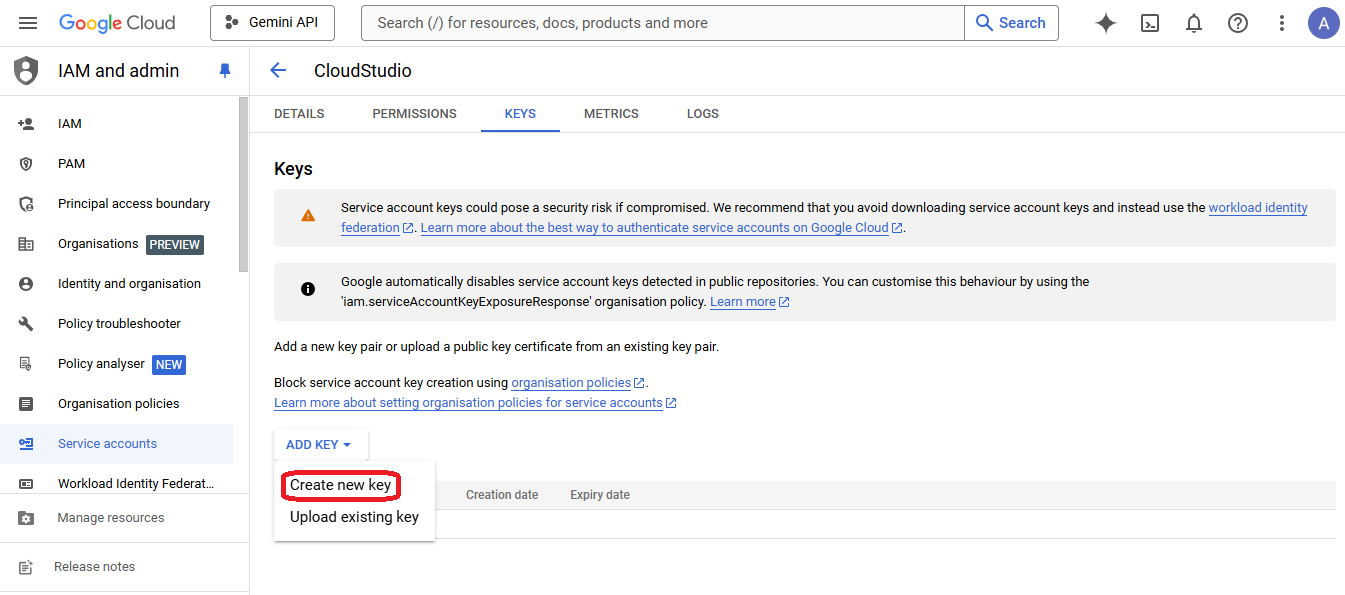 Google Cloud
Gemini API
Search (/) for resources, docs, products and more
Search
A
IAM and admin
CloudStudio
DETAILS
PERMISSIONS
KEYS
METRICS
LOGS
IAM
PAM
Principal access boundary
Organisations PREVIEW
Identity and organisation
Policy troubleshooter
Policy analyser NEW
Organisation policies
Service accounts
Workload Identity Federat...
Manage resources
Release notes
Keys
Service account keys could pose a security risk if compromised. We recommend that you avoid downloading service account keys and instead use the workload identity
federation. Learn more about the best way to authenticate service accounts on Google Cloud.
Google automatically disables service account keys detected in public repositories. You can customise this behaviour by using the
'iam.serviceAccountKeyExposureResponse' organisation policy. Learn more
Add a new key pair or upload a public key certificate from an existing key pair.
Block service account key creation using organisation policies.
Learn more about setting organisation policies for service accounts
ADD KEY
Create new key
Upload existing key
Creation date
Expiry date